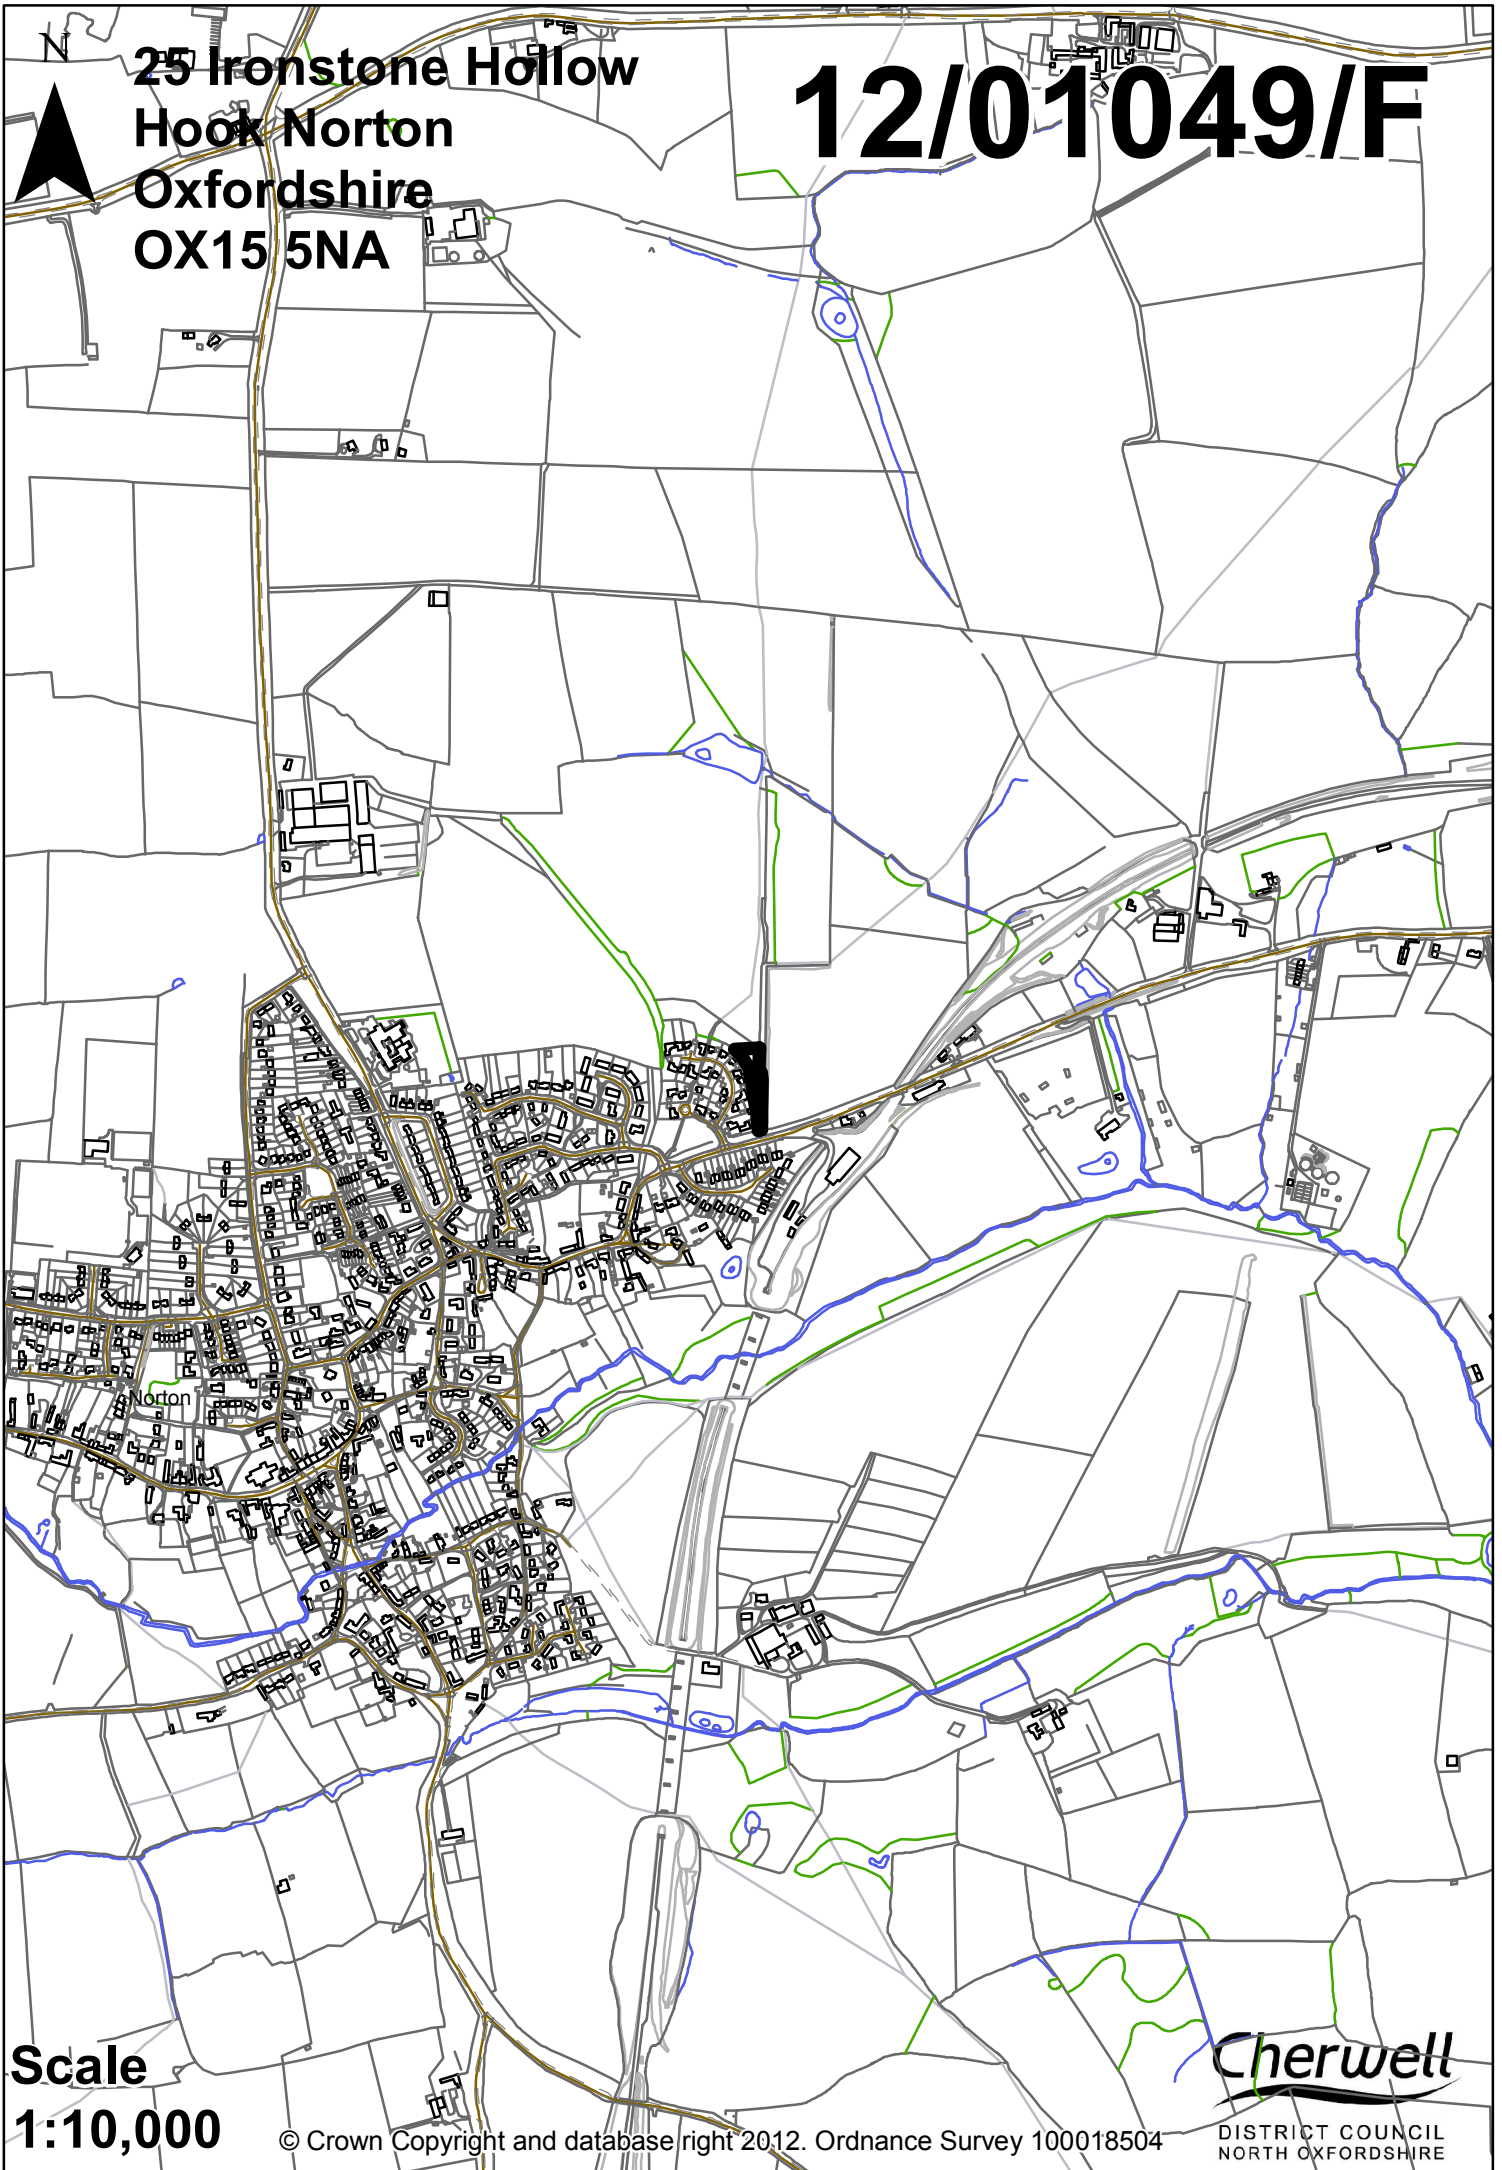 N
25 Ironstone Hollow
Hook Norton
Oxfordshire
OX15 5NA
12/01049/F
Norton
Scale
1:10,000
© Crown Copyright and database right 2012. Ordnance Survey 100018504
Cherwell
DISTRICT COUNCIL
NORTH OXFORDSHIRE